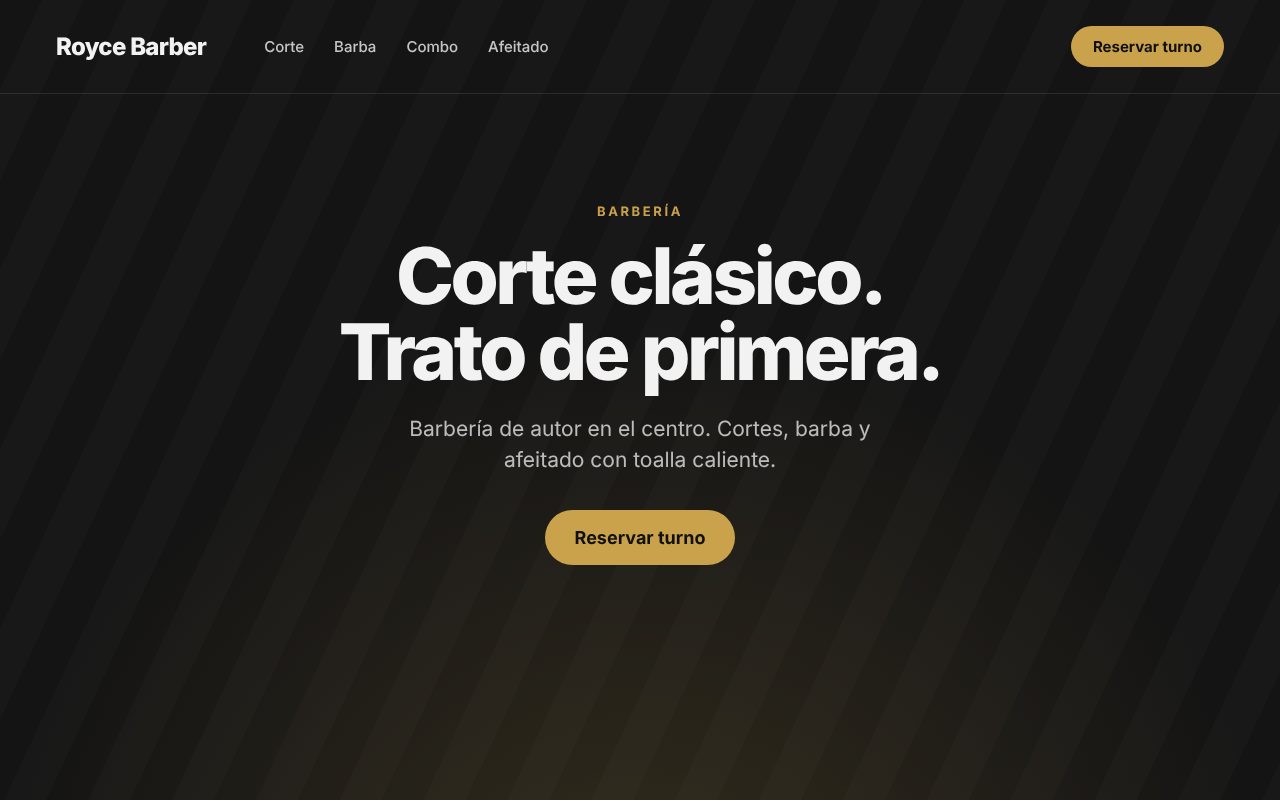 Royce Barber
Corte
Barba
Combo
Afeitado
Reservar turno
BARBERÍA
Corte clásico.
Trato de primera.
Barbería de autor en el centro. Cortes, barba y
afeitado con toalla caliente.
Reservar turno